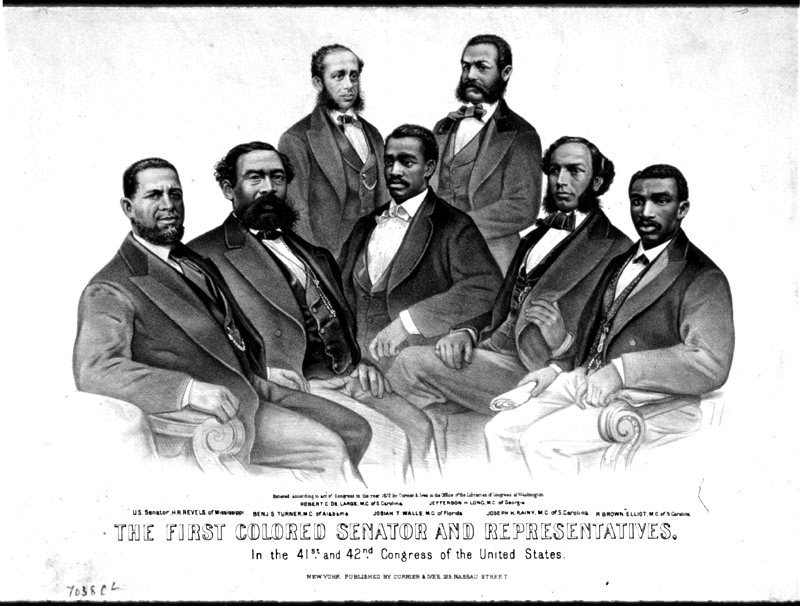 Entered according to act of Congress in the year 1872 by Currier & Ives in the Office of the Librarian of Congress at Washington
ROBERT C. DE LARGE, M.C. of S. Carolina. JEFFERSON H. LONG, M.C. of Georgia.
U.S. Senator, H.R. REVELS, of Mississippi BENJ. S. TURNER, M.C. of Alabama. JOSIAH T. WALLS, M.C. of Florida. JOSEPH H. RAINY, M.C. of S. Carolina. R. BROWN ELLIOT, M.C. of S. Carolina.
THE FIRST COLORED SENATOR AND REPRESENTATIVES,
In the 41st and 42nd Congress of the United States.
NEW YORK, PUBLISHED BY CURRIER & IVES, 125 NASSAU STREET